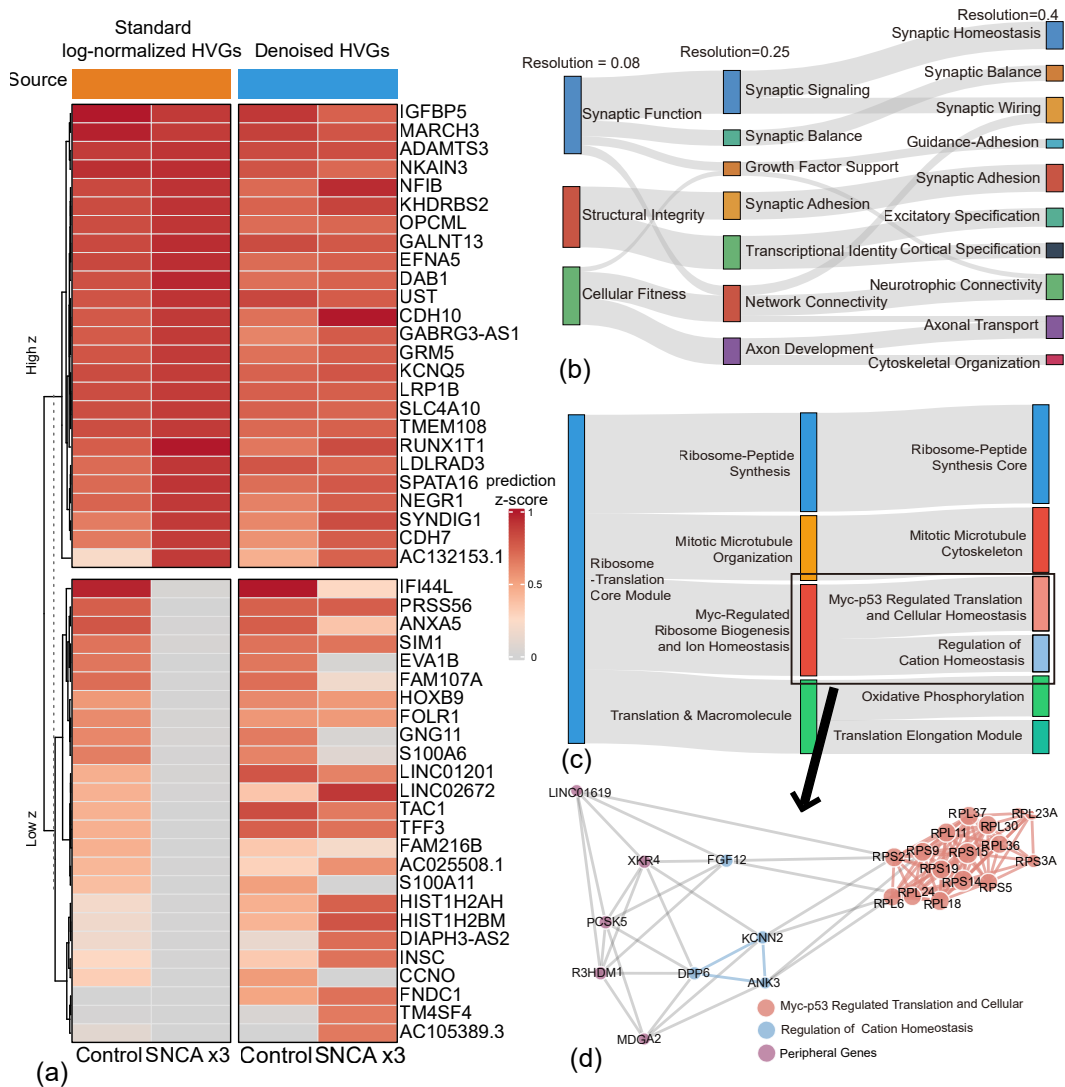 Standard
log-normalized HVGs
Denoised HVGs
Source
High z
IGFBP5
MARCH3
ADAMTS3
NKAIN3
NFIB
KHDRBS2
OPCML
GALNT13
EFNA5
DAB1
UST
CDH10
GABRG3-AS1
GRM5
KCNQ5
LRP1B
SLC4A10
TMEM108
RUNX1T1
LDLRAD3
SPATA16
NEGR1
SYNDIG1
CDH7
AC132153.1
prediction
z-score
1
0.5
0
Low z
IFI44L
PRSS56
ANXA5
SIM1
EVA1B
FAM107A
HOXB9
FOLR1
GNG11
S100A6
LINC01201
LINC02672
TAC1
TFF3
FAM216B
AC025508.1
S100A11
HIST1H2AH
HIST1H2BM
DIAPH3-AS2
INSC
CCNO
FNDC1
TM4SF4
AC105389.3
Control SNCA x3 Control SNCA x3
(a)
Resolution = 0.08
Resolution=0.25
Resolution=0.4
Synaptic Function
Structural Integrity
Cellular Fitness
Synaptic Signaling
Synaptic Balance
Growth Factor Support
Synaptic Adhesion
Transcriptional Identity
Network Connectivity
Axon Development
Synaptic Homeostasis
Synaptic Balance
Synaptic Wiring
Guidance-Adhesion
Synaptic Adhesion
Excitatory Specification
Cortical Specification
Neurotrophic Connectivity
Axonal Transport
Cytoskeletal Organization
(b)
Ribosome
-Translation
Core Module
Ribosome-Peptide
Synthesis
Mitotic Microtubule
Organization
Myc-Regulated
Ribosome Biogenesis
and Ion Homeostasis
Translation & Macromolecule
Ribosome-Peptide
Synthesis Core
Mitotic Microtubule
Cytoskeleton
Myc-p53 Regulated Translation
and Cellular Homeostasis
Regulation of
Cation Homeostasis
Oxidative Phosphorylation
Translation Elongation Module
(c)
LINC01619
XKR4
FGF12
PCSK5
R3HDM1
DPP6
KCNN2
ANK3
MDGA2
RPL37
RPL23A
RPL11
RPL30
RPS21
RPS9
RPS15
RPL36
RPS3A
RPS19
RPS14
RPS5
RPL6
RPL24
RPL18
Myc-p53 Regulated Translation and Cellular
Regulation of Cation Homeostasis
Peripheral Genes
(d)